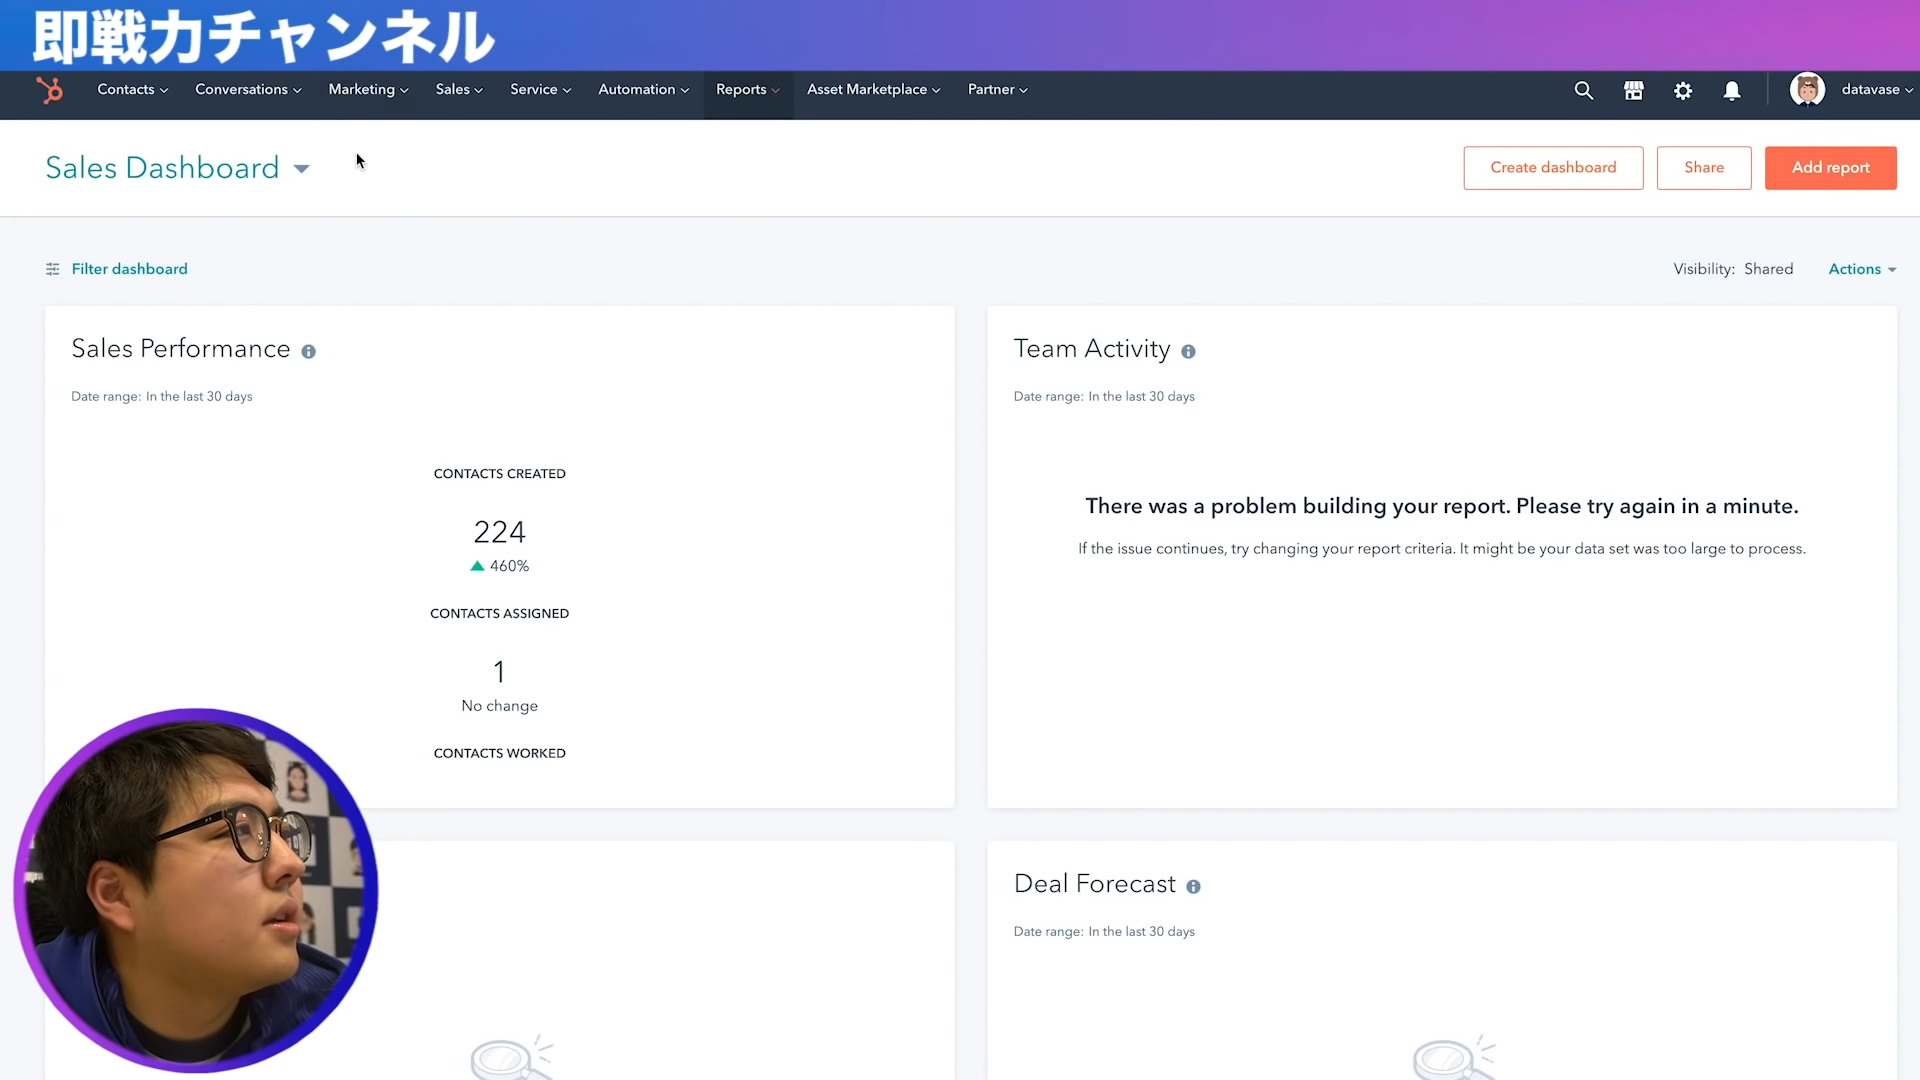 即戦力チャンネル
Contacts Conversations Marketing Sales Service Automation Reports Asset Marketplace Partner datavase
Sales Dashboard
Create dashboard Share Add report
Filter dashboard
Visibility: Shared Actions
Sales Performance
Date range: In the last 30 days
CONTACTS CREATED
224
460%
CONTACTS ASSIGNED
1
No change
CONTACTS WORKED
Team Activity
Date range: In the last 30 days
There was a problem building your report. Please try again in a minute.
If the issue continues, try changing your report criteria. It might be your data set was too large to process.
Deal Forecast
Date range: In the last 30 days